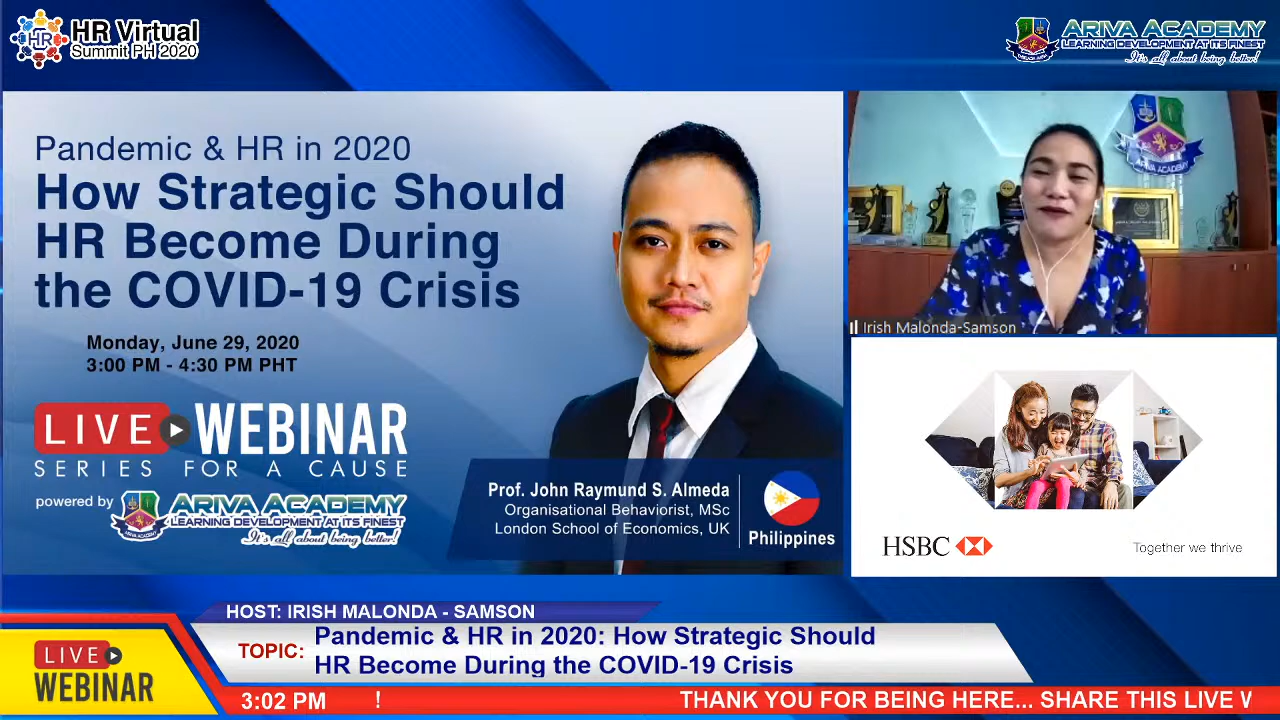 HR Virtual
Summit PH 2020
HR
ARIVA ACADEMY
LEARNING DEVELOPMENT AT ITS FINEST
It's all about being better!
Pandemic & HR in 2020
How Strategic Should
HR Become During
the COVID-19 Crisis
Monday, June 29, 2020
3:00 PM - 4:30 PM PHT
LIVE WEBINAR
SERIES FOR A CAUSE
powered by ARIVA ACADEMY
LEARNING DEVELOPMENT AT ITS FINEST
It's all about being better!
Prof. John Raymund S. Almeda
Organisational Behaviorist, MSc
London School of Economics, UK
Philippines
ARIVA ACADEMY
Irish Malonda-Samson
HSBC
Together we thrive
HOST: IRISH MALONDA - SAMSON
TOPIC: Pandemic & HR in 2020: How Strategic Should
HR Become During the COVID-19 Crisis
LIVE
WEBINAR
3:02 PM ! THANK YOU FOR BEING HERE... SHARE THIS LIVE